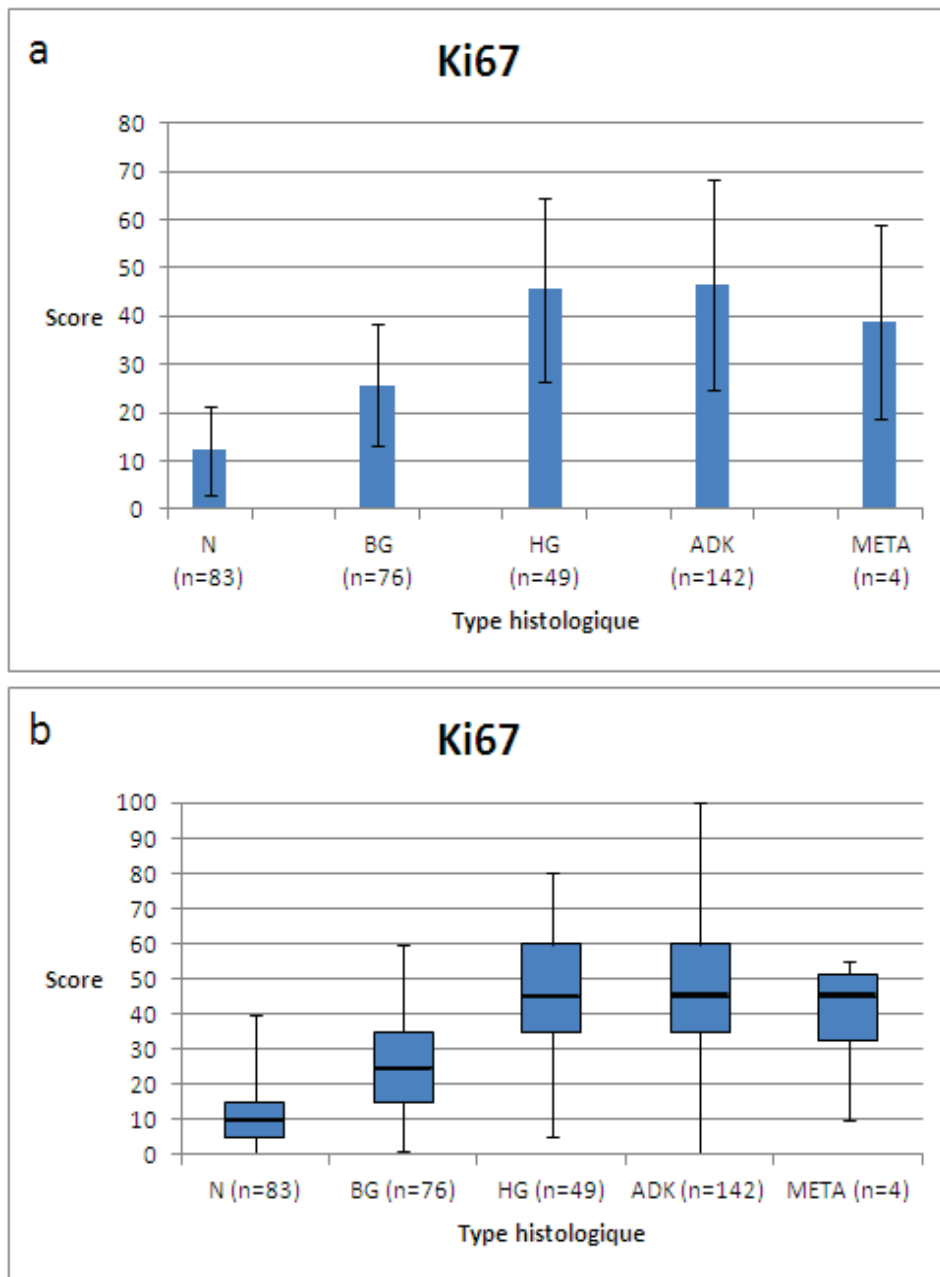 a
Ki67
80
70
60
50
40
30
20
10
0
Score
N BG HG ADK META
(n=83) (n=76) (n=49) (n=142) (n=4)
Type histologique
b
Ki67
100
90
80
70
60
50
40
30
20
10
0
Score
N (n=83) BG (n=76) HG (n=49) ADK (n=142) META (n=4)
Type histologique